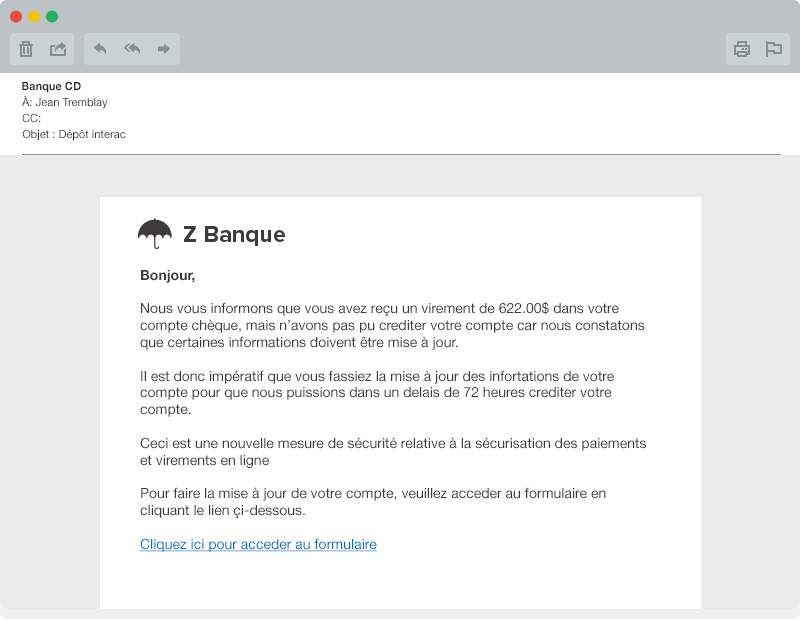 Banque CD
À: Jean Tremblay
CC:
Objet : Dépôt interac
Z Banque
Bonjour,
Nous vous informons que vous avez reçu un virement de 622.00$ dans votre
compte chèque, mais n’avons pas pu crediter votre compte car nous constatons
que certaines informations doivent être mise à jour.
Il est donc impératif que vous fassiez la mise à jour des infortations de votre
compte pour que nous puissions dans un delais de 72 heures crediter votre
compte.
Ceci est une nouvelle mesure de sécurité relative à la sécurisation des paiements
et virements en ligne
Pour faire la mise à jour de votre compte, veuillez acceder au formulaire en
cliquant le lien çi-dessous.
Cliquez ici pour acceder au formulaire